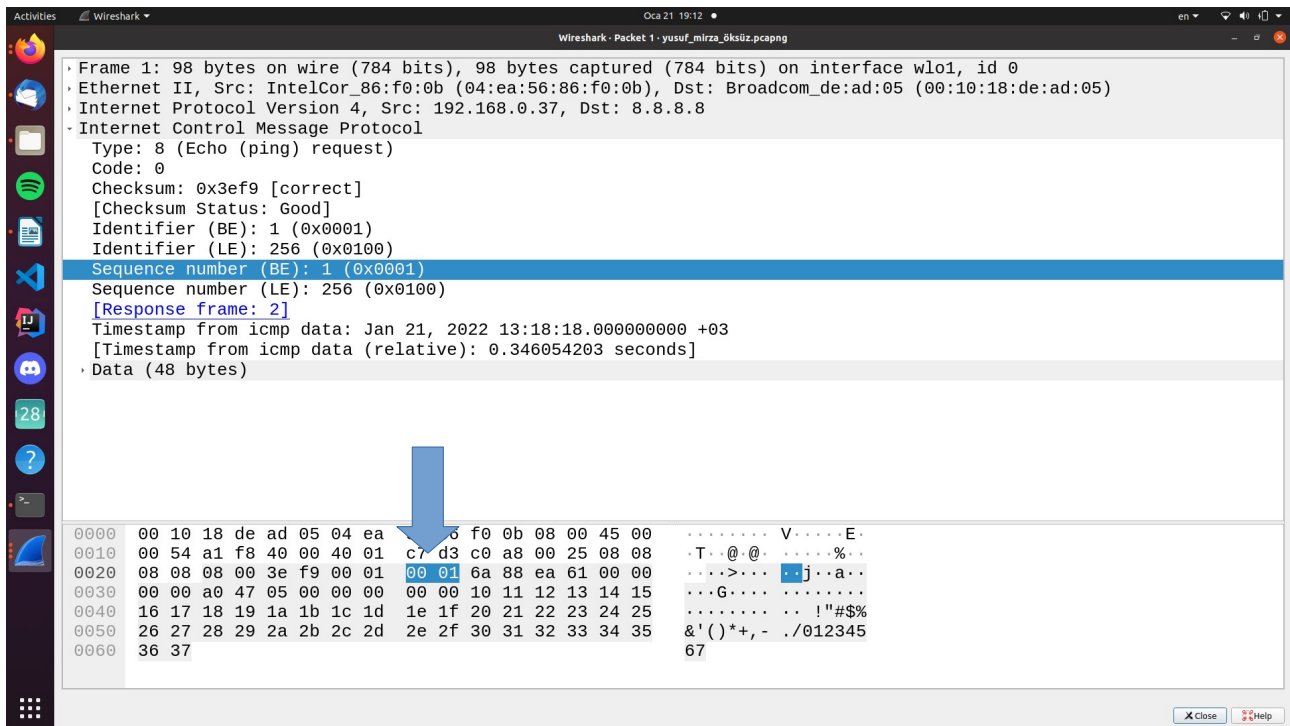 Activities Wireshark Oca 21 19:12 en
Wireshark · Packet 1 · yusuf_mirza_öksüz.pcapng
Frame 1: 98 bytes on wire (784 bits), 98 bytes captured (784 bits) on interface wlo1, id 0
Ethernet II, Src: IntelCor_86:f0:0b (04:ea:56:86:f0:0b), Dst: Broadcom_de:ad:05 (00:10:18:de:ad:05)
Internet Protocol Version 4, Src: 192.168.0.37, Dst: 8.8.8.8
Internet Control Message Protocol
Type: 8 (Echo (ping) request)
Code: 0
Checksum: 0x3ef9 [correct]
[Checksum Status: Good]
Identifier (BE): 1 (0x0001)
Identifier (LE): 256 (0x0100)
Sequence number (BE): 1 (0x0001)
Sequence number (LE): 256 (0x0100)
[Response frame: 2]
Timestamp from icmp data: Jan 21, 2022 13:18:18.000000000 +03
[Timestamp from icmp data (relative): 0.346054203 seconds]
Data (48 bytes)
28
0000 00 10 18 de ad 05 04 ea f0 0b 08 00 45 00 ········ V·····E·
0010 00 54 a1 f8 40 00 40 01 c7 d3 c0 a8 00 25 08 08 ·T··@·@· ·····%··
0020 08 08 08 00 3e f9 00 01 00 01 6a 88 ea 61 00 00 ····>··· ··j··a··
0030 00 00 a0 47 05 00 00 00 00 00 10 11 12 13 14 15 ···G···· ········
0040 16 17 18 19 1a 1b 1c 1d 1e 1f 20 21 22 23 24 25 ········ ·· !"#$%
0050 26 27 28 29 2a 2b 2c 2d 2e 2f 30 31 32 33 34 35 &'()*+,- ./012345
0060 36 37 67
Close Help